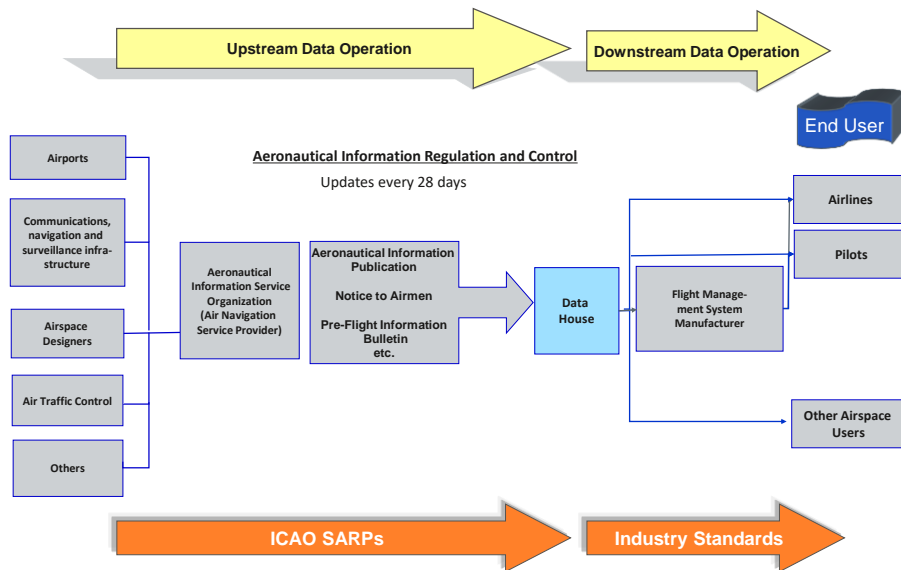 Upstream Data Operation
Downstream Data Operation
End User
Aeronautical Information Regulation and Control
Updates every 28 days
Airports
Communications,
navigation and
surveillance infra-
structure
Airspace
Designers
Air Traffic Control
Others
Aeronautical
Information Service
Organization
(Air Navigation
Service Provider)
Aeronautical Information
Publication
Notice to Airmen
Pre-Flight Information
Bulletin
etc.
Data
House
Flight Manage-
ment System
Manufacturer
Airlines
Pilots
Other Airspace
Users
ICAO SARPs
Industry Standards